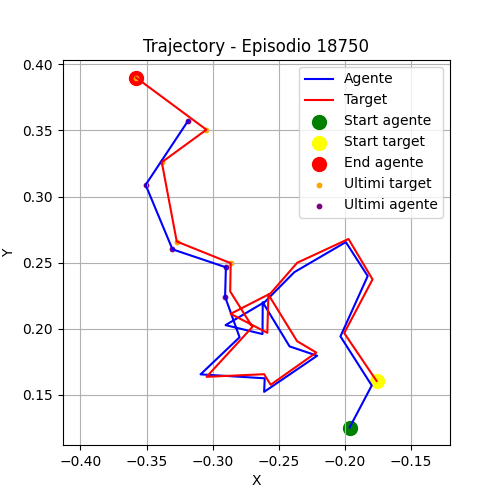 Trajectory - Episodio 18750
Agente
Target
Start agente
Start target
End agente
Ultimi target
Ultimi agente
Y
0.40
0.35
0.30
0.25
0.20
0.15
−0.40
−0.35
−0.30
−0.25
−0.20
−0.15
X